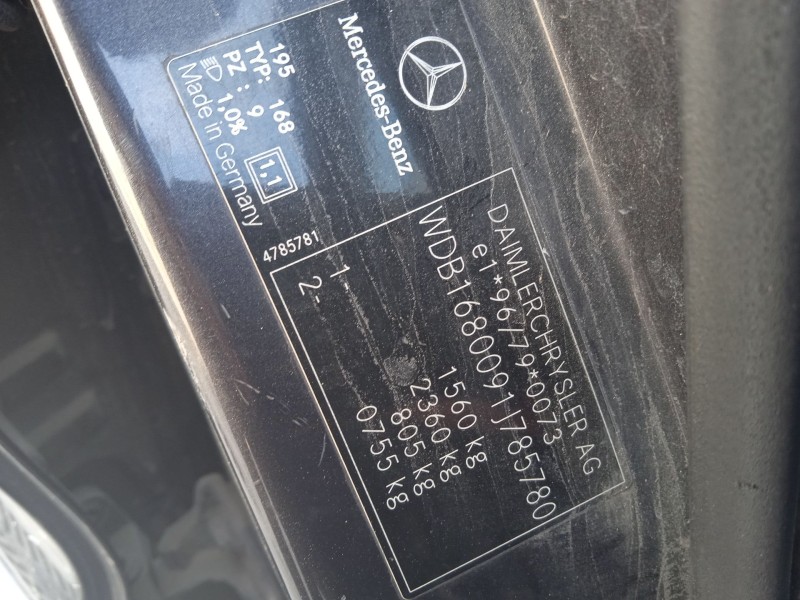 Mercedes-Benz
195
TYP: 168
PZ : 9
1,0%
1,1
Made in Germany
4785781
DAIMLERCHRYSLER AG
e1*96/79*0073
WDB1680091J785780
1560 kg
2360 kg
1- 805 kg
2- 0755 kg